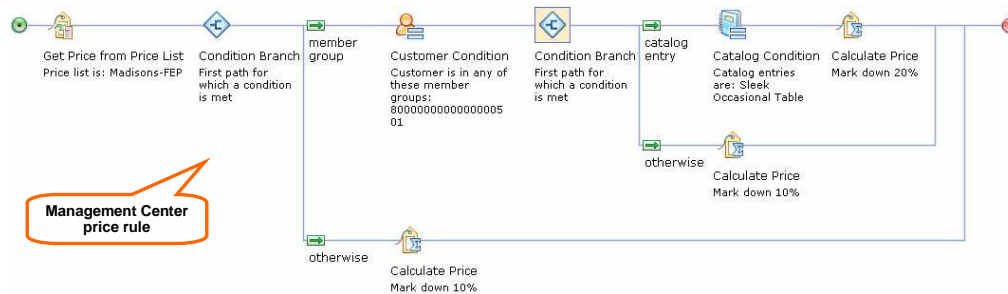 Get Price from Price List
Price list is: Madisons-FEP
Condition Branch
First path for
which a condition
is met
member
group
Customer Condition
Customer is in any of
these member
groups:
80000000000000005
01
Condition Branch
First path for
which a condition
is met
catalog
entry
Catalog Condition
Catalog entries
are: Sleek
Occasional Table
Calculate Price
Mark down 20%
otherwise
Calculate Price
Mark down 10%
Management Center
price rule
otherwise
Calculate Price
Mark down 10%